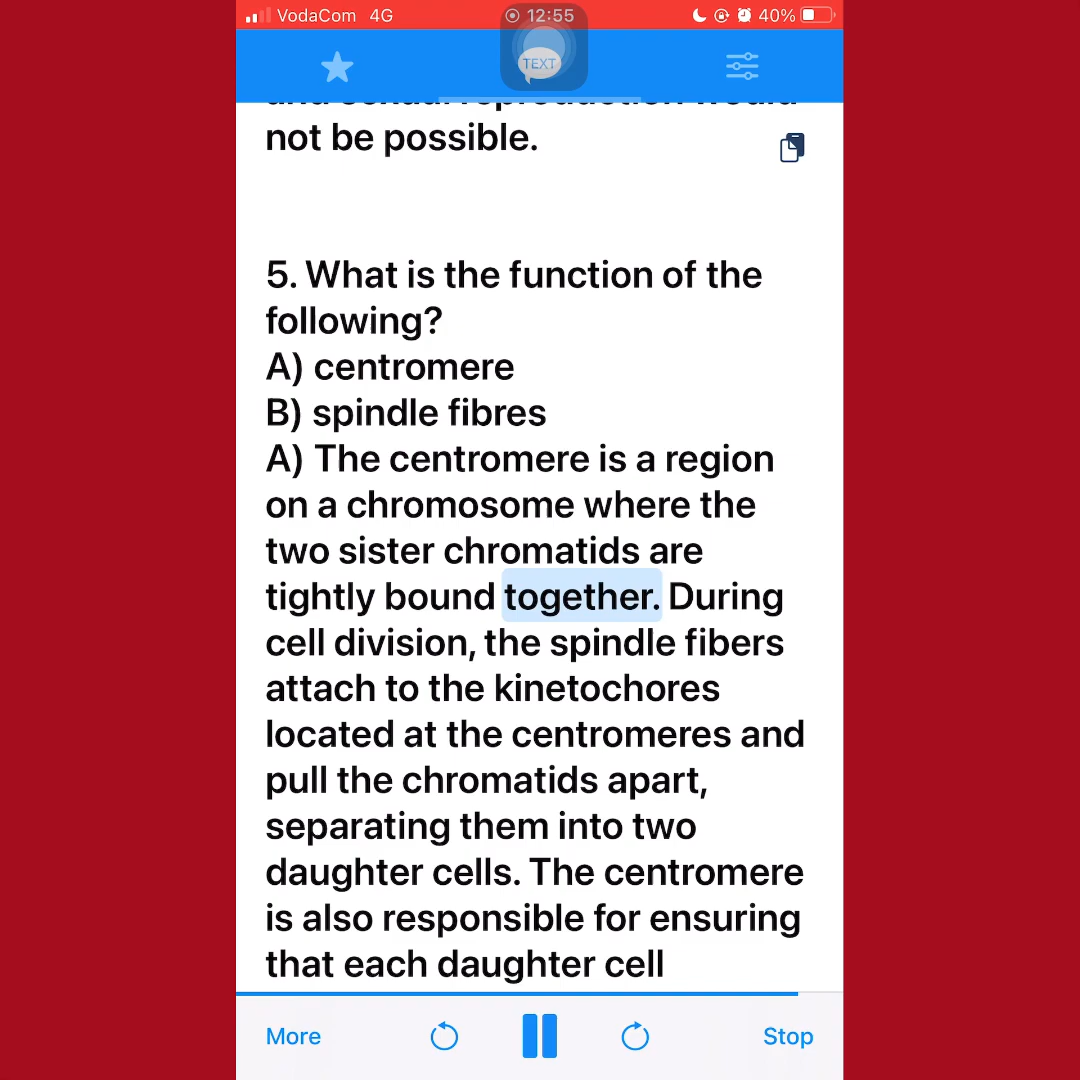 VodaCom 4G 12:55 40%
TEXT
not be possible.
5. What is the function of the
following?
A) centromere
B) spindle fibres
A) The centromere is a region
on a chromosome where the
two sister chromatids are
tightly bound together. During
cell division, the spindle fibers
attach to the kinetochores
located at the centromeres and
pull the chromatids apart,
separating them into two
daughter cells. The centromere
is also responsible for ensuring
that each daughter cell
More Stop